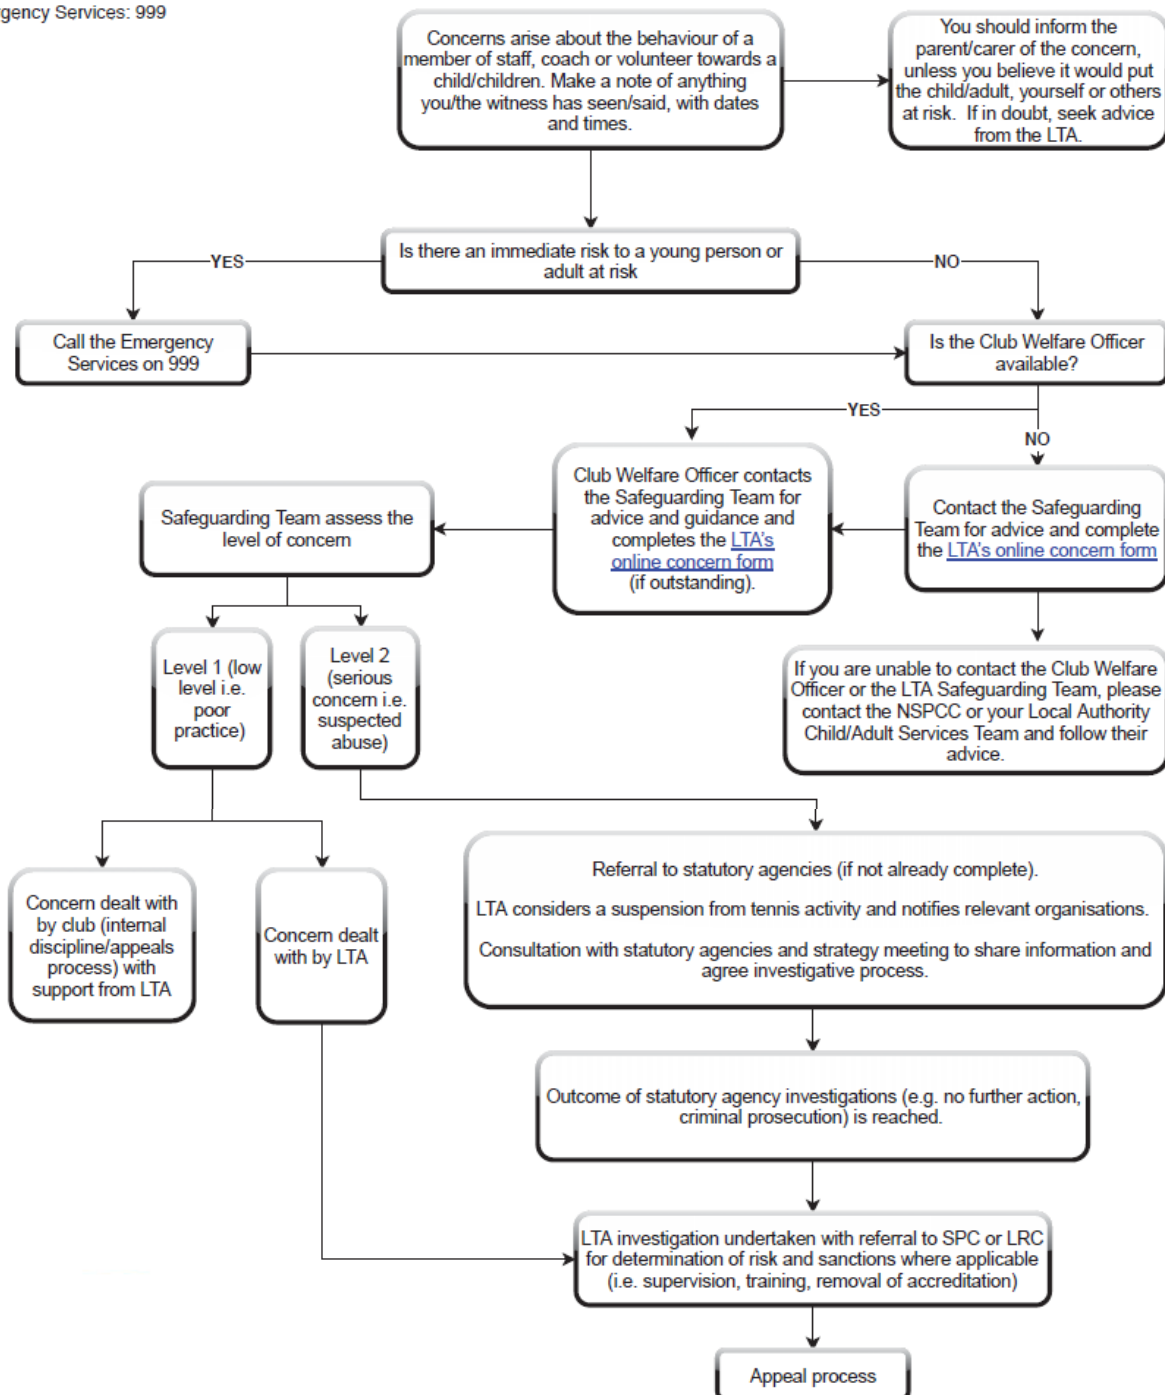 gency Services: 999
Concerns arise about the behaviour of a
member of staff, coach or volunteer towards a
child/children. Make a note of anything
you/the witness has seen/said, with dates
and times.
You should inform the
parent/carer of the concern,
unless you believe it would put
the child/adult, yourself or others
at risk. If in doubt, seek advice
from the LTA.
Is there an immediate risk to a young person or
adult at risk
YES
NO
Call the Emergency
Services on 999
Is the Club Welfare Officer
available?
YES
NO
Club Welfare Officer contacts
the Safeguarding Team for
advice and guidance and
completes the LTA's
online concern form
(if outstanding).
Contact the Safeguarding
Team for advice and complete
the LTA's online concern form
Safeguarding Team assess the
level of concern
Level 1 (low
level i.e.
poor
practice)
Level 2
(serious
concern i.e.
suspected
abuse)
If you are unable to contact the Club Welfare
Officer or the LTA Safeguarding Team, please
contact the NSPCC or your Local Authority
Child/Adult Services Team and follow their
advice.
Concern dealt with
by club (internal
discipline/appeals
process) with
support from LTA
Concern dealt
with by LTA
Referral to statutory agencies (if not already complete).
LTA considers a suspension from tennis activity and notifies relevant organisations.
Consultation with statutory agencies and strategy meeting to share information and
agree investigative process.
Outcome of statutory agency investigations (e.g. no further action,
criminal prosecution) is reached.
LTA investigation undertaken with referral to SPC or LRC
for determination of risk and sanctions where applicable
(i.e. supervision, training, removal of accreditation)
Appeal process